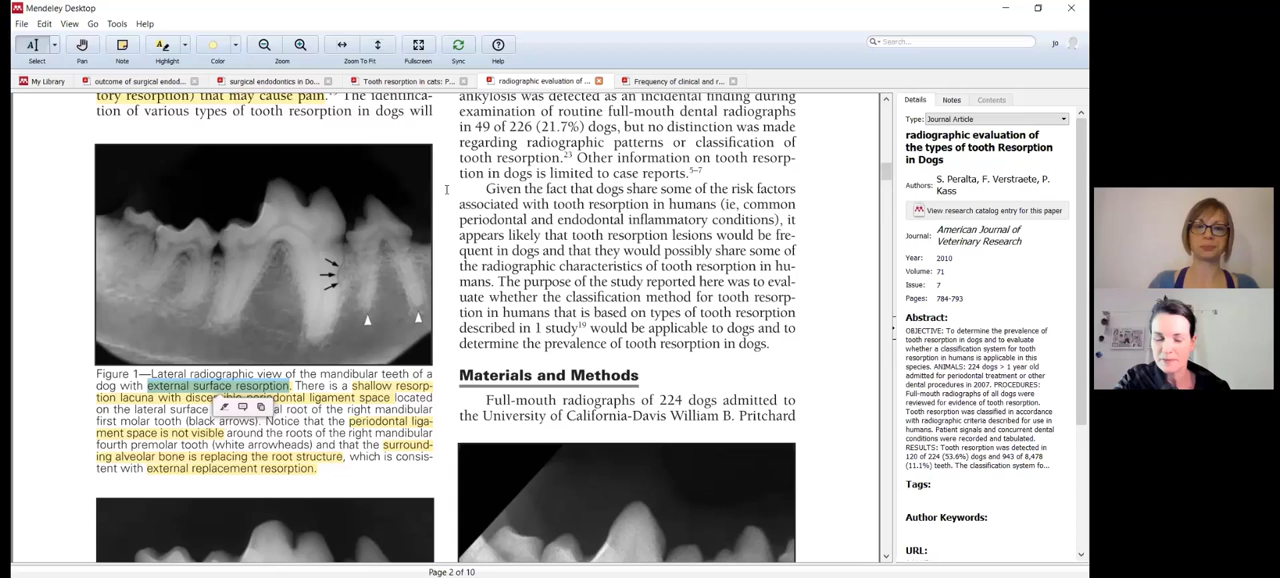 Mendeley Desktop
File Edit View Go Tools Help
Select Pan Note Highlight Color Zoom Zoom To Fit Fullscreen Sync Help
Search...
Jo
My Library outcome of surgical endod... surgical endodontics in Do... Tooth resorption in cats: P... radiographic evaluation of ... Frequency of clinical and r...
tory resorption) that may cause pain. The identifica-
tion of various types of tooth resorption in dogs will
Figure 1—Lateral radiographic view of the mandibular teeth of a
dog with external surface resorption. There is a shallow resorp-
tion lacuna with discernible periodontal ligament space located
on the lateral surface al root of the right mandibular
first molar tooth (black arrows). Notice that the periodontal liga-
ment space is not visible around the roots of the right mandibular
fourth premolar tooth (white arrowheads) and that the surround-
ing alveolar bone is replacing the root structure, which is consis-
tent with external replacement resorption.
ankylosis was detected as an incidental finding during
examination of routine full-mouth dental radiographs
in 49 of 226 (21.7%) dogs, but no distinction was made
regarding radiographic patterns or classification of
tooth resorption.23 Other information on tooth resorp-
tion in dogs is limited to case reports.5–7
Given the fact that dogs share some of the risk factors
associated with tooth resorption in humans (ie, common
periodontal and endodontic inflammatory conditions), it
appears likely that tooth resorption lesions would be fre-
quent in dogs and that they would possibly share some of
the radiographic characteristics of tooth resorption in hu-
mans. The purpose of the study reported here was to eval-
uate whether the classification method for tooth resorp-
tion in humans that is based on types of tooth resorption
described in 1 study19 would be applicable to dogs and to
determine the prevalence of tooth resorption in dogs.
Materials and Methods
Full-mouth radiographs of 224 dogs admitted to
the University of California-Davis William B. Pritchard
Page 2 of 10
Details Notes Contents
Type: Journal Article
radiographic evaluation of
the types of tooth Resorption
in Dogs
Authors: S. Peralta, F. Verstraete, P.
Kass
View research catalog entry for this paper
Journal: American Journal of
Veterinary Research
Year: 2010
Volume: 71
Issue: 7
Pages: 784-793
Abstract:
OBJECTIVE: To determine the prevalence of
tooth resorption in dogs and to evaluate
whether a classification system for tooth
resorption in humans is applicable in this
species. ANIMALS: 224 dogs > 1 year old
admitted for periodontal treatment or other
dental procedures in 2007. PROCEDURES:
Full-mouth radiographs of all dogs were
reviewed for evidence of tooth resorption.
Tooth resorption was classified in accordance
with radiographic criteria described for use in
humans. Patient signals and concurrent dental
conditions were recorded and tabulated.
RESULTS: Tooth resorption was detected in
120 of 224 (53.6%) dogs and 943 of 8,478
(11.1%) teeth. The classification system fo...
Tags:
Author Keywords:
URL: